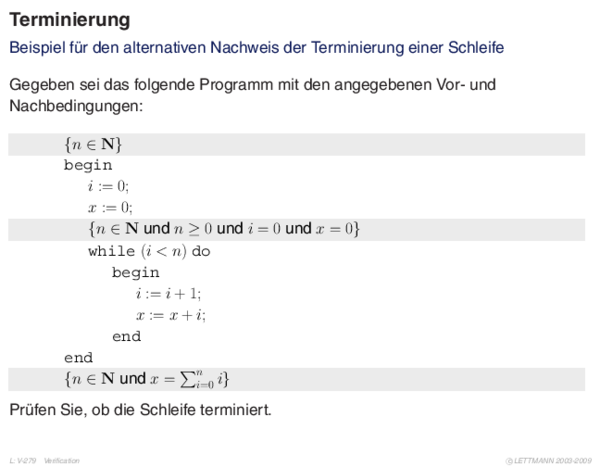 Terminierung
Beispiel für den alternativen Nachweis der Terminierung einer Schleife
Gegeben sei das folgende Programm mit den angegebenen Vor- und
Nachbedingungen:
{n ∈ N}
begin
i := 0;
x := 0;
{n ∈ N und n ≥ 0 und i = 0 und x = 0}
while (i < n) do
begin
i := i + 1;
x := x + i;
end
end
{n ∈ N und x = ∑ⁿᵢ₌₀ i}
Prüfen Sie, ob die Schleife terminiert.
L: V-279 Verification
© LETTMANN 2003-2009